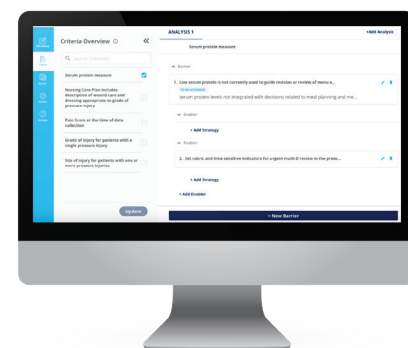 Criteria Overview
Search Criteria(s)
Serum protein measure
Nursing Care Plan includes
description of wound care and
dressing appropriate to grade of
pressure injury
Pain Score at the time of data
collection
Grade of injury for patients with a
single pressure injury
Site of injury for patients with one or
more pressure injuries
Update
ANALYSIS 1
+Add Analysis
Serum protein measure
Barrier
1. Low serum protein is not currently used to guide revision or review of menu o...
serum protein levels not integrated with decisions related to meal planning and me...
Enabler
+ Add Strategy
Enabler
2. Set rubric and time sensitive indicators for urgent multi-D review in the prese...
+ Add Strategy
+ Add Enabler
+ New Barrier